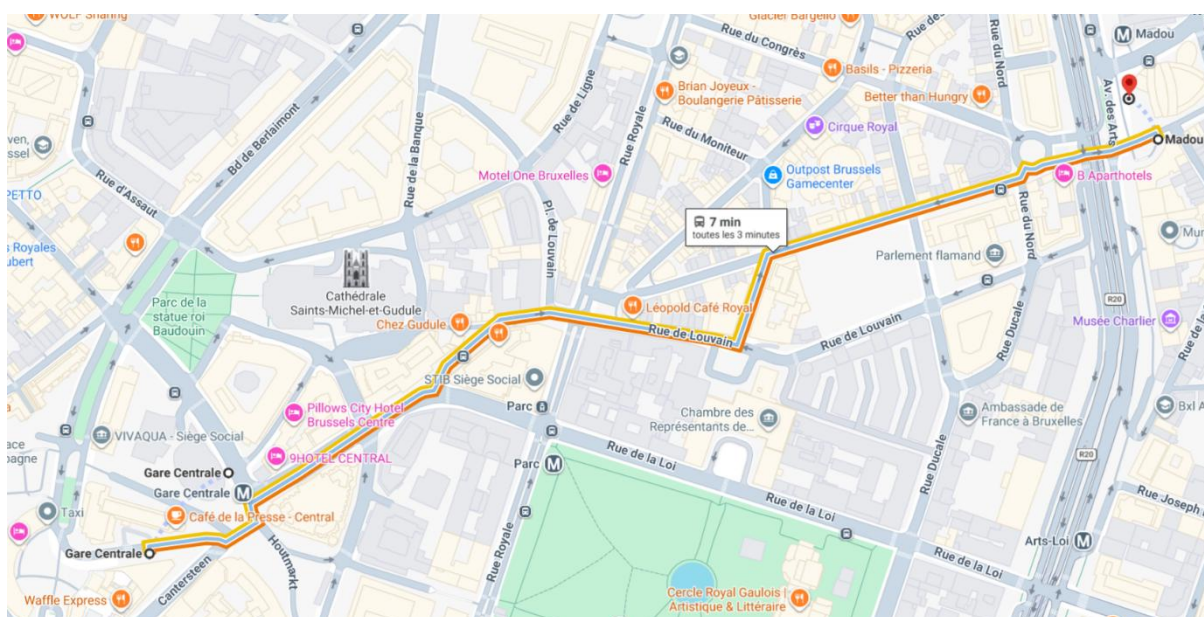 WOLF Sharing
Glacier Bargello
Rue des
Madou
Rue du Congrès
Basils - Pizzeria
Rue du Nord
Av. des Arts
Brian Joyeux -
Boulangerie Pâtisserie
Better than Hungry
Rue de Ligne
Bd de Berlaimont
Rue de la Banque
Rue Royale
Rue du Moniteur
Cirque Royal
Madou
Rue d'Assaut
Motel One Bruxelles
Outpost Brussels
Gamecenter
B Aparthotels
PETTO
Pl. de Louvain
7 min
toutes les 3 minutes
Rue du Nord
s Royales
ubert
Parlement flamand
Cathédrale
Saints-Michel-et-Gudule
Parc de la
statue roi
Baudouin
R20
Chez Gudule
Léopold Café Royal
Rue de Louvain
Rue de Louvain
Rue Ducale
Musée Charlier
Rue de la
STIB Siège Social
Pillows City Hotel
Brussels Centre
Parc
Chambre des
Représentants de...
Ambassade de
France à Bruxelles
Bxl A
VIVAQUA - Siège Social
9HOTEL CENTRAL
Rue de la Loi
Rue Ducale
R20
Gare Centrale
Gare Centrale
Parc
Taxi
Café de la Presse - Central
Rue de la Loi
Rue Joseph
Gare Centrale
Houtmarkt
Arts-Loi
Cantersteen
Rue Royale
Rue de la Loi
Waffle Express
Cercle Royal Gaulois
Artistique & Littéraire